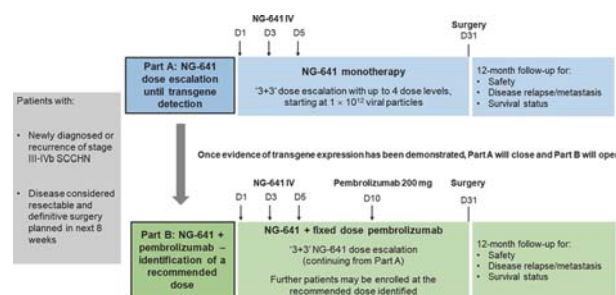 NG-641 IV
Surgery
D1 D3 D5
D31
Part A: NG-641
dose escalation
until transgene
detection
NG-641 monotherapy
'3+3' dose escalation with up to 4 dose levels,
starting at 1 × 10¹² viral particles
12-month follow-up for:
• Safety
• Disease relapse/metastasis
• Survival status
Patients with:
• Newly diagnosed or
recurrence of stage
III-IVb SCCHN
• Disease considered
resectable and
definitive surgery
planned in next 8
weeks
Once evidence of transgene expression has been demonstrated, Part A will close and Part B will ope
NG-641 IV
Pembrolizumab 200 mg
Surgery
D1 D3 D5
D10
D31
Part B: NG-641 +
pembrolizumab –
identification of a
recommended
dose
NG-641 + fixed dose pembrolizumab
'3+3' NG-641 dose escalation
(continuing from Part A)
Further patients may be enrolled at the
recommended dose identified
12-month follow-up for:
• Safety
• Disease relapse/metastasis
• Survival status